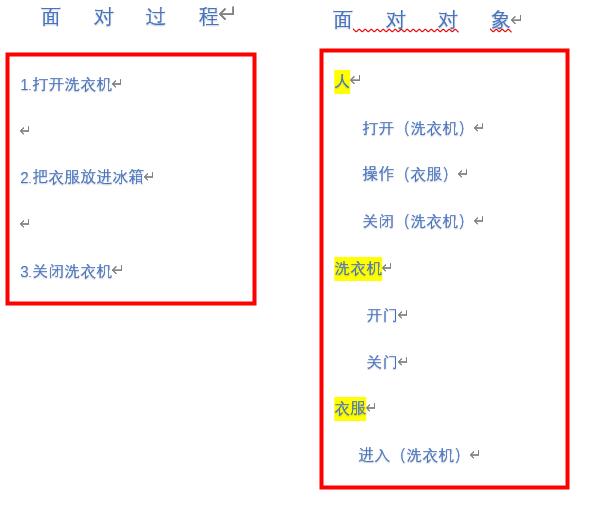 面 对 过 程
1.打开洗衣机
2.把衣服放进冰箱
3.关闭洗衣机
面 对 对 象
人
打开（洗衣机）
操作（衣服）
关闭（洗衣机）
洗衣机
开门
关门
衣服
进入（洗衣机）